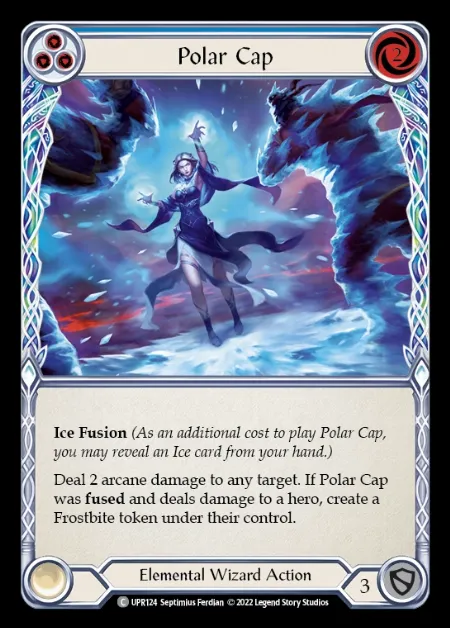 Polar Cap
2
Ice Fusion (As an additional cost to play Polar Cap,
you may reveal an Ice card from your hand.)
Deal 2 arcane damage to any target. If Polar Cap
was fused and deals damage to a hero, create a
Frostbite token under their control.
Elemental Wizard Action
3
C UPR124 Septimius Ferdian © 2022 Legend Story Studios